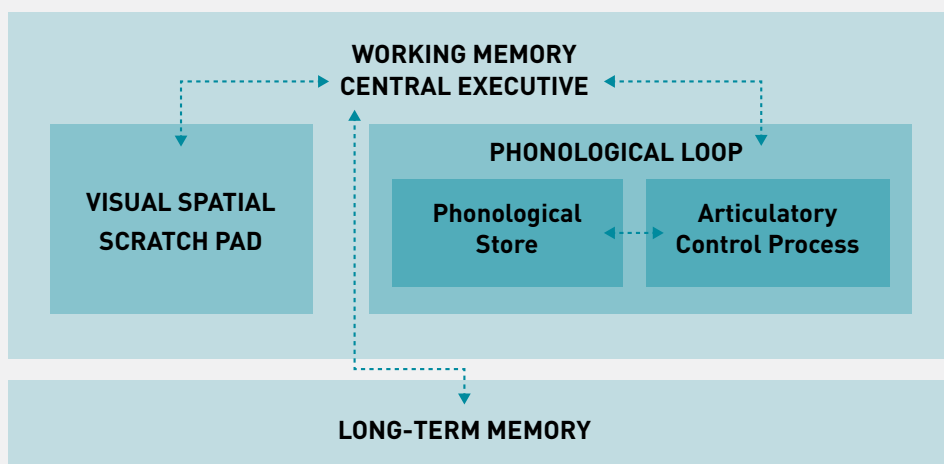 WORKING MEMORY
CENTRAL EXECUTIVE
VISUAL SPATIAL
SCRATCH PAD
PHONOLOGICAL LOOP
Phonological
Store
Articulatory
Control Process
LONG-TERM MEMORY